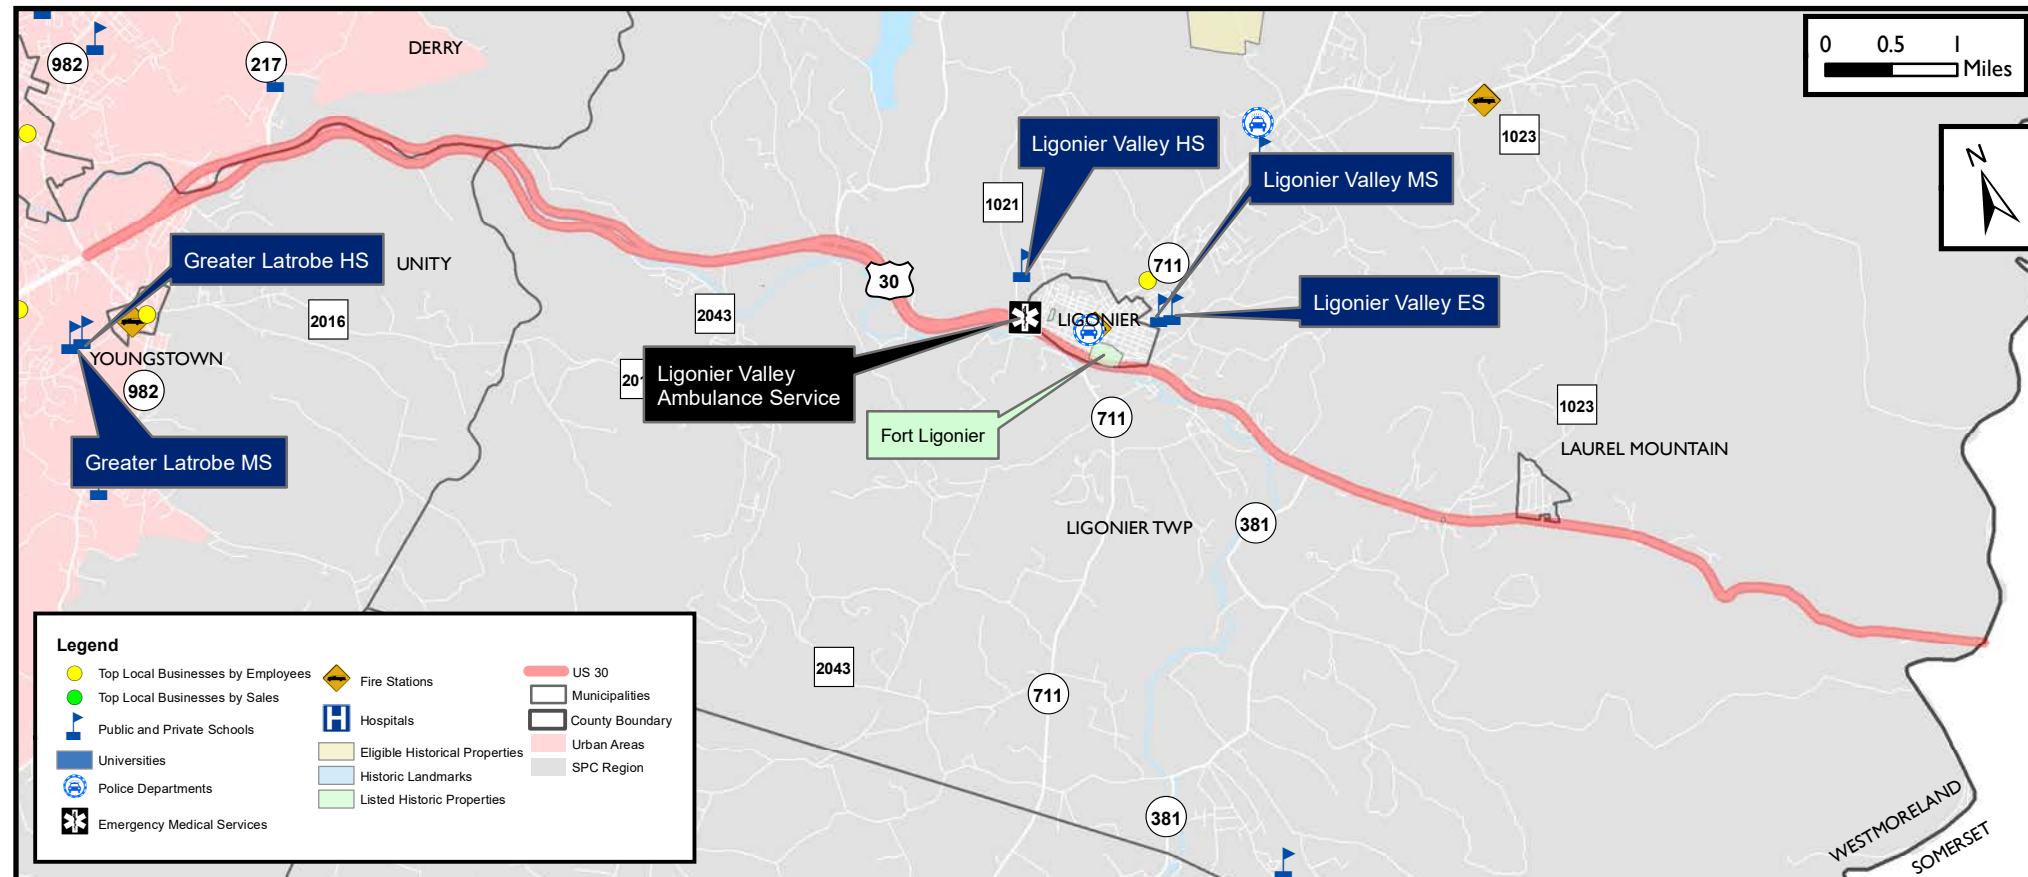 DERRY
982
217
0 0.5 1
Miles
1023
N
Ligonier Valley HS
Ligonier Valley MS
1021
Greater Latrobe HS
UNITY
711
30
Ligonier Valley ES
2016
2043
LIGONIER
YOUNGSTOWN
Ligonier Valley
Ambulance Service
982
711
1023
Fort Ligonier
LAUREL MOUNTAIN
Greater Latrobe MS
LIGONIER TWP
381
2043
711
381
WESTMORELAND
SOMERSET
Legend
Top Local Businesses by Employees
Top Local Businesses by Sales
Public and Private Schools
Universities
Police Departments
Emergency Medical Services
Fire Stations
H
Hospitals
Eligible Historical Properties
Historic Landmarks
Listed Historic Properties
US 30
Municipalities
County Boundary
Urban Areas
SPC Region